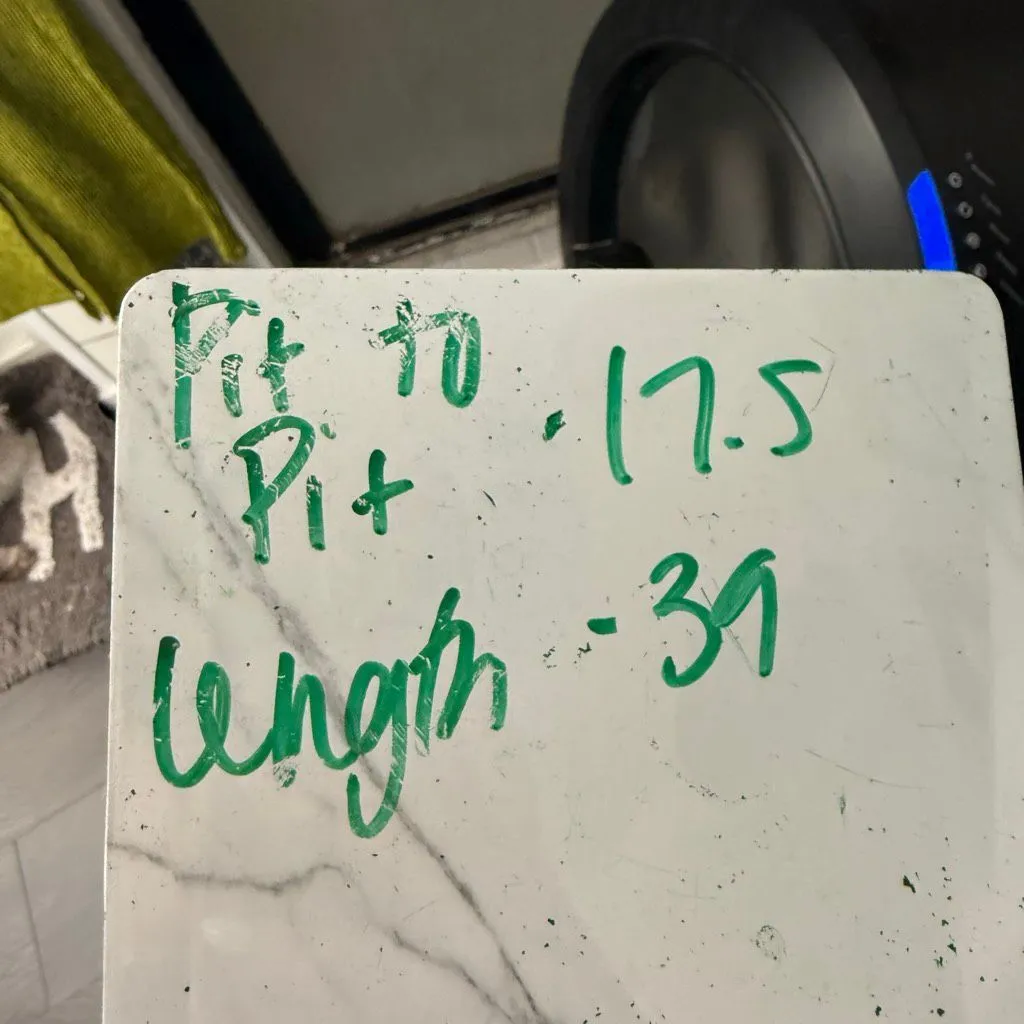 Pit to
Pit - 17.5
length - 39